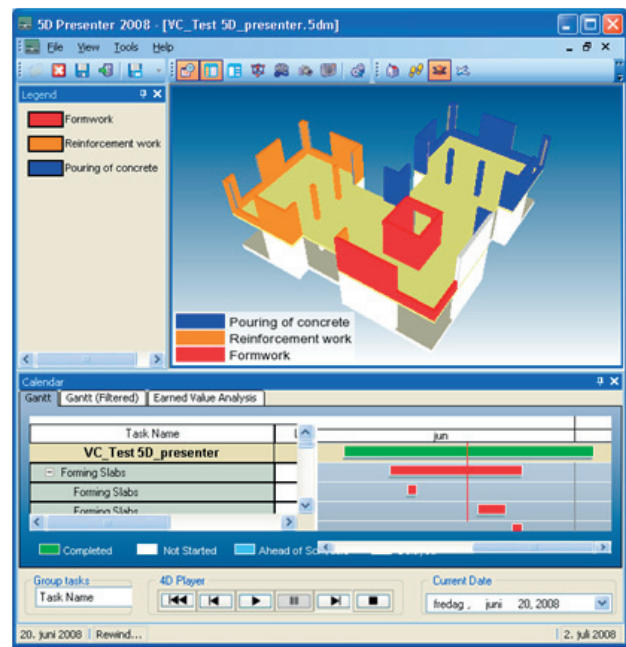 5D Presenter 2008 - [VC_Test 5D_presenter.5dm]
File View Tools Help
Legend
Formwork
Reinforcement work
Pouring of concrete
Pouring of concrete
Reinforcement work
Formwork
Calendar
Gantt Gantt (Filtered) Earned Value Analysis
Task Name jun
VC_Test 5D_presenter
Forming Slabs
Forming Slabs
Forming Slabs
Completed Not Started Ahead of
Group tasks 4D Player Current Date
Task Name fredag , juni 20, 2008
20. juni 2008 Rewind... 2. juli 2008